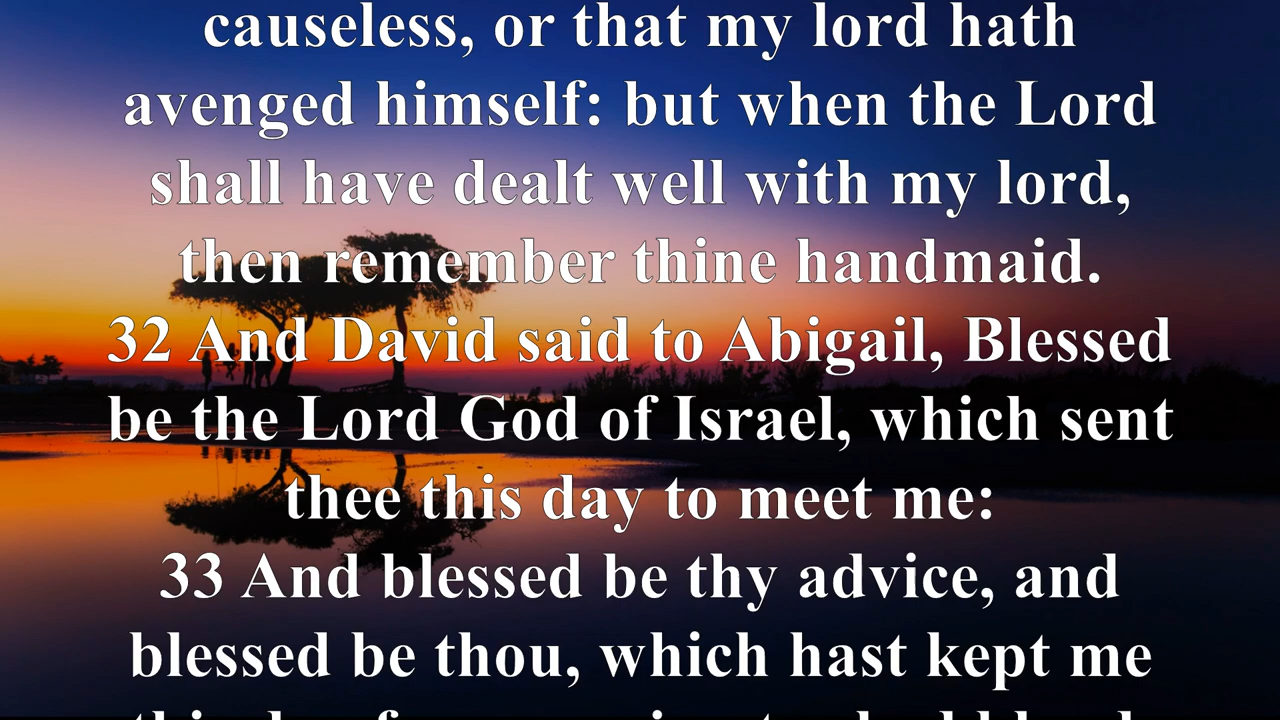 causeless, or that my lord hath
avenged himself: but when the Lord
shall have dealt well with my lord,
then remember thine handmaid.
32 And David said to Abigail, Blessed
be the Lord God of Israel, which sent
thee this day to meet me:
33 And blessed be thy advice, and
blessed be thou, which hast kept me